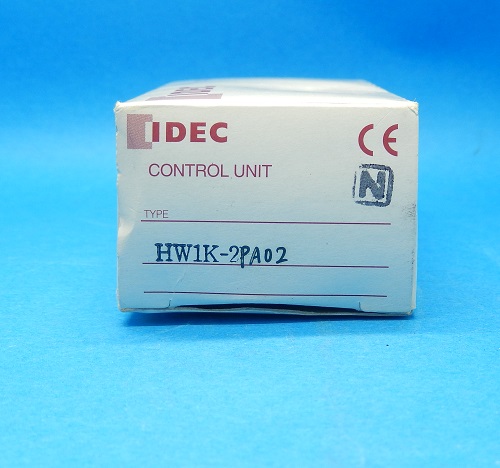 IDEC
CE
CONTROL UNIT
N
TYPE
HW1K-2PA02